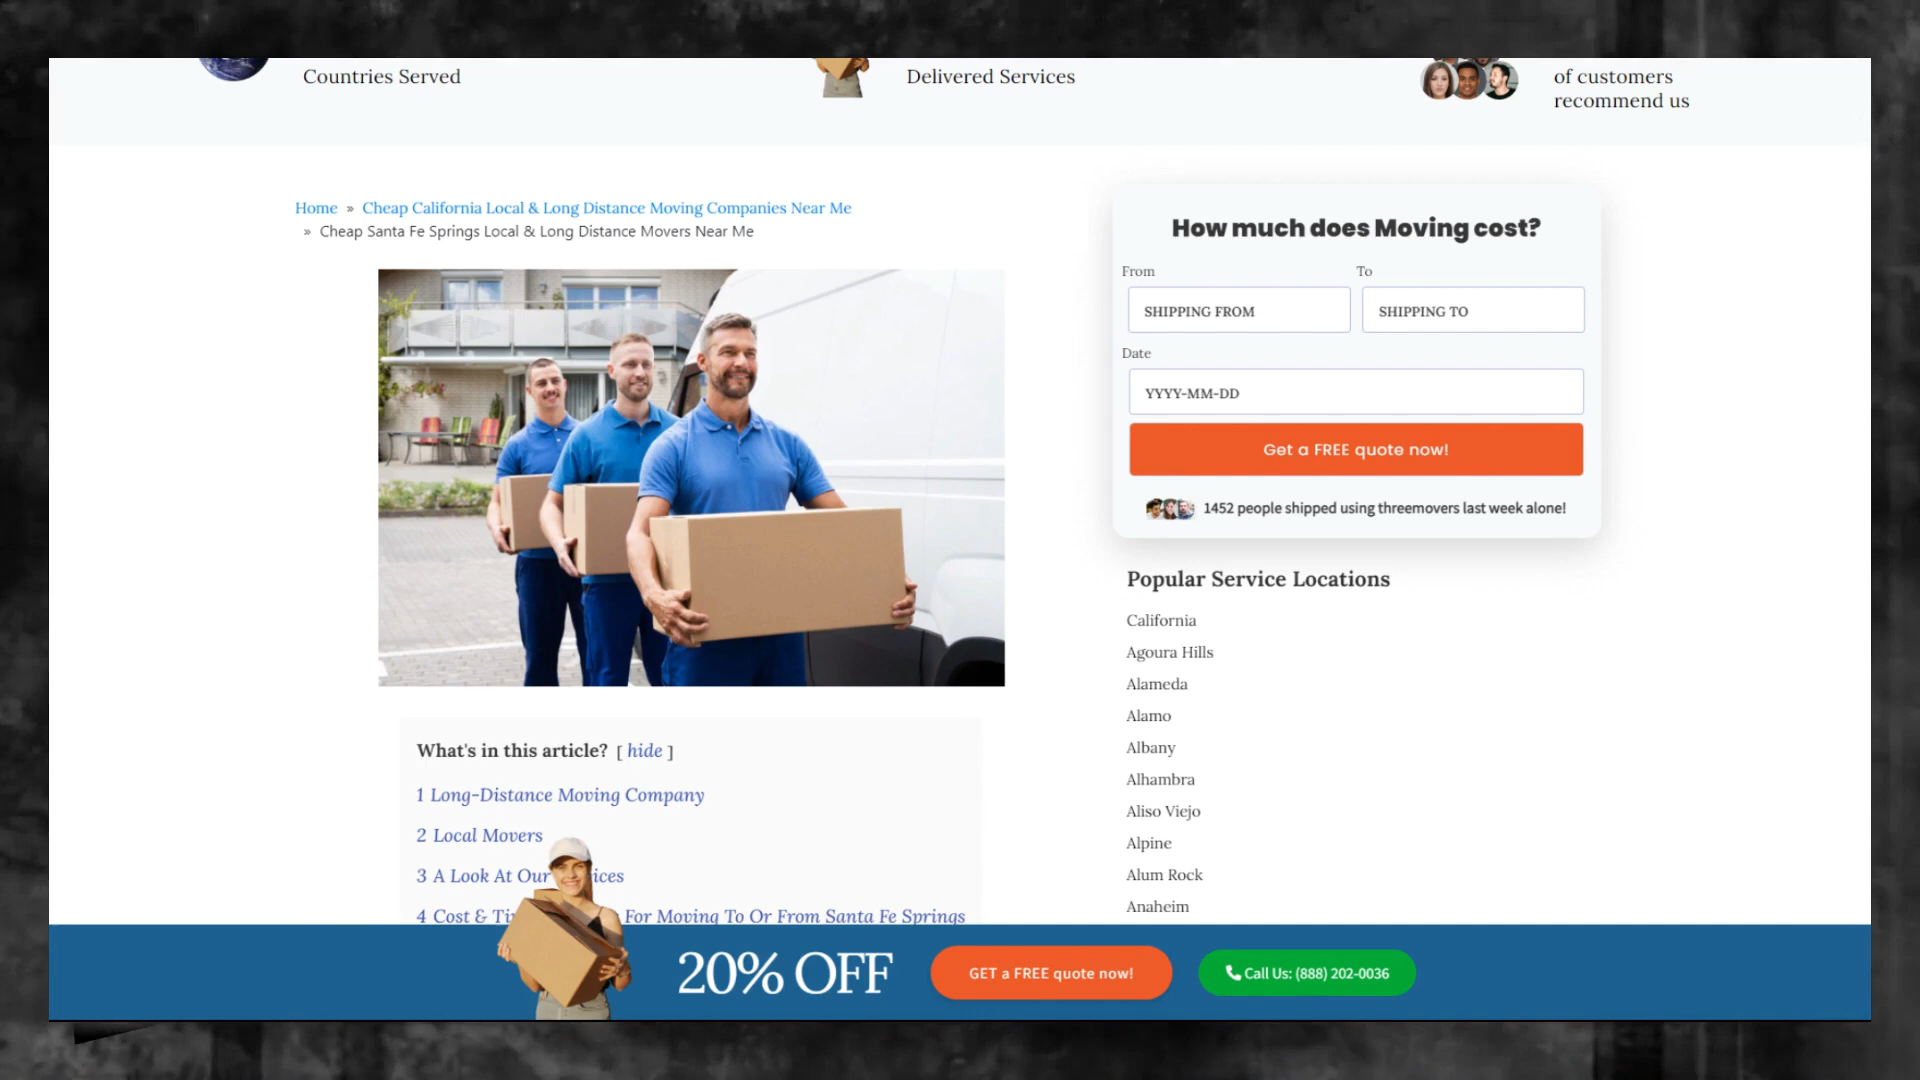 Countries Served
Delivered Services
of customers
recommend us
Home » Cheap California Local & Long Distance Moving Companies Near Me
» Cheap Santa Fe Springs Local & Long Distance Movers Near Me
How much does Moving cost?
From To
SHIPPING FROM SHIPPING TO
Date
YYYY-MM-DD
Get a FREE quote now!
1452 people shipped using threemovers last week alone!
Popular Service Locations
California
Agoura Hills
Alameda
Alamo
Albany
Alhambra
Aliso Viejo
Alpine
Alum Rock
Anaheim
What's in this article? [ hide ]
1 Long-Distance Moving Company
2 Local Movers
3 A Look At Our
4 Cost & For Moving To Or From Santa Fe Springs
20% OFF
GET a FREE quote now!
Call Us: (888) 202-0036